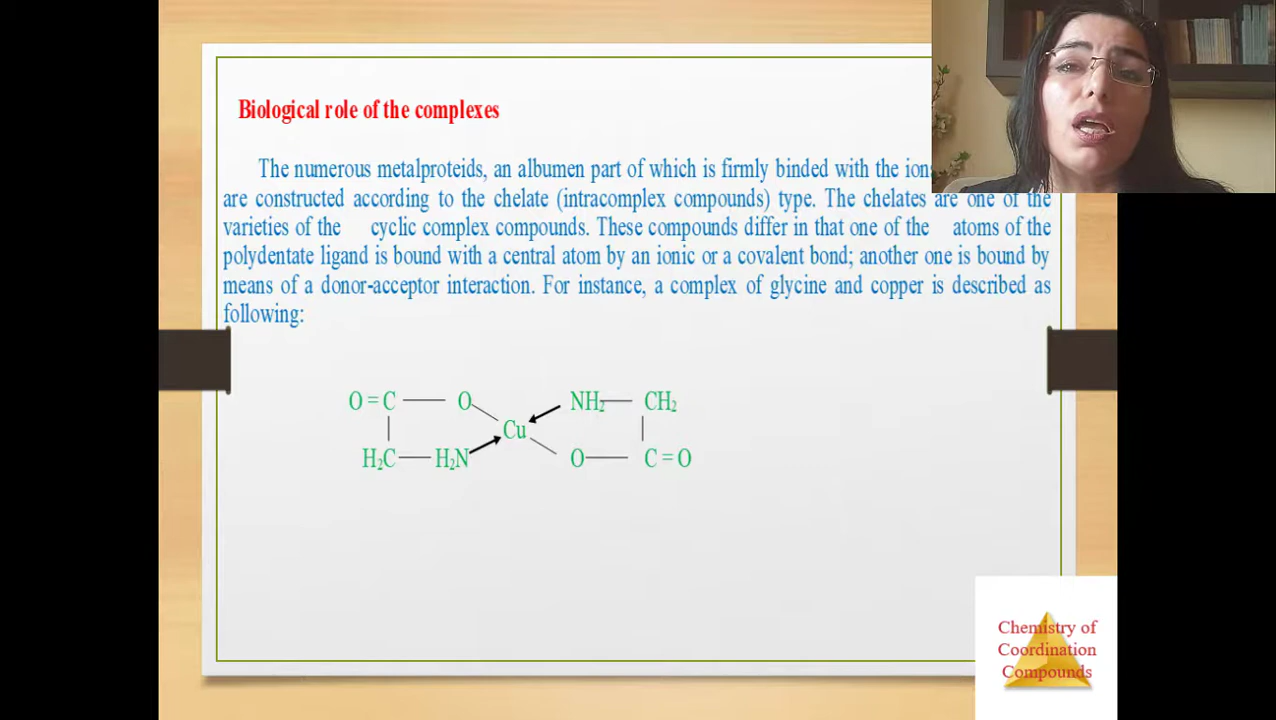 Biological role of the complexes
The numerous metalproteids, an albumen part of which is firmly binded with the ion
are constructed according to the chelate (intracomplex compounds) type. The chelates are one of the
varieties of the cyclic complex compounds. These compounds differ in that one of the atoms of the
polydentate ligand is bound with a central atom by an ionic or a covalent bond; another one is bound by
means of a donor-acceptor interaction. For instance, a complex of glycine and copper is described as
following:
O = C — O NH₂ — CH₂
Cu
H₂C — H₂N O — C = O
Chemistry of
Coordination
Compounds